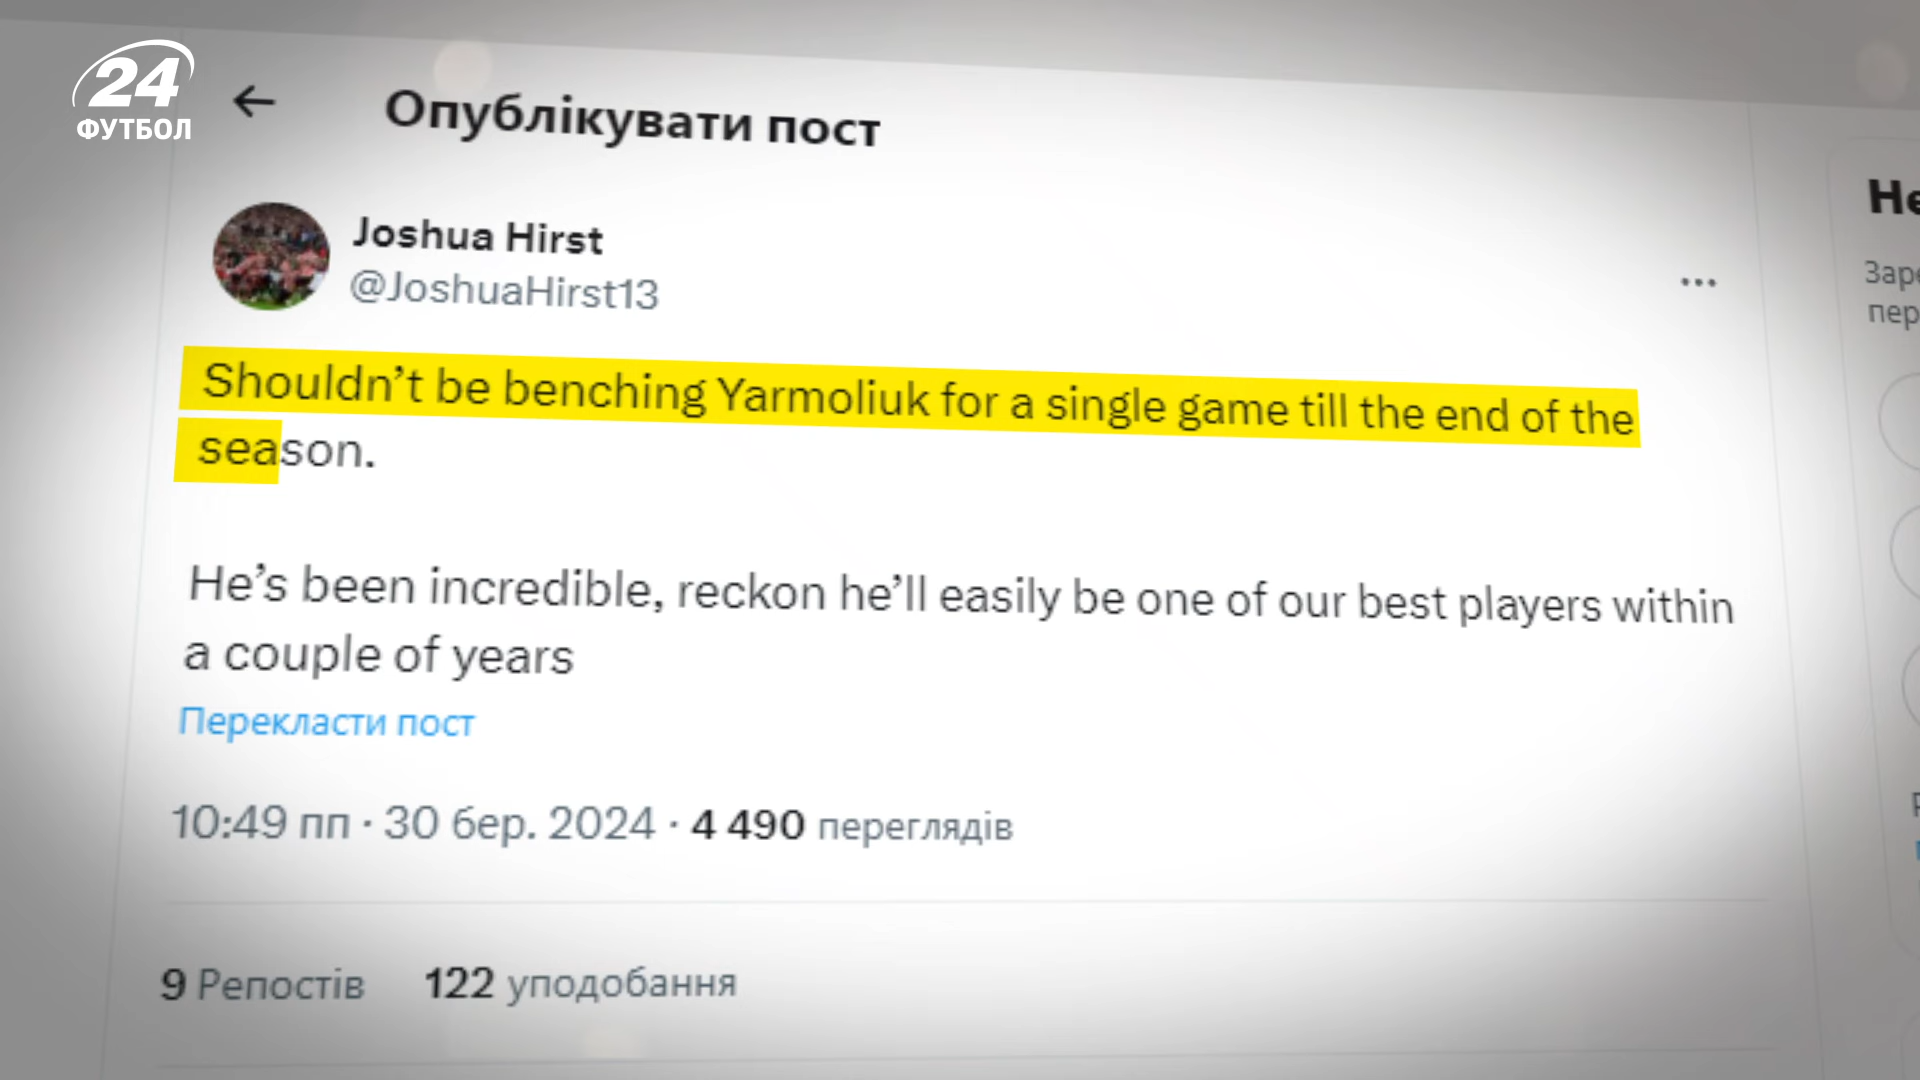 24
ФУТБОЛ
Опублікувати пост
Joshua Hirst
@JoshuaHirst13
Shouldn’t be benching Yarmoliuk for a single game till the end of the
season.
He’s been incredible, reckon he’ll easily be one of our best players within
a couple of years
Перекласти пост
10:49 пп · 30 бер. 2024 · 4 490 переглядів
9 Репостів 122 уподобання